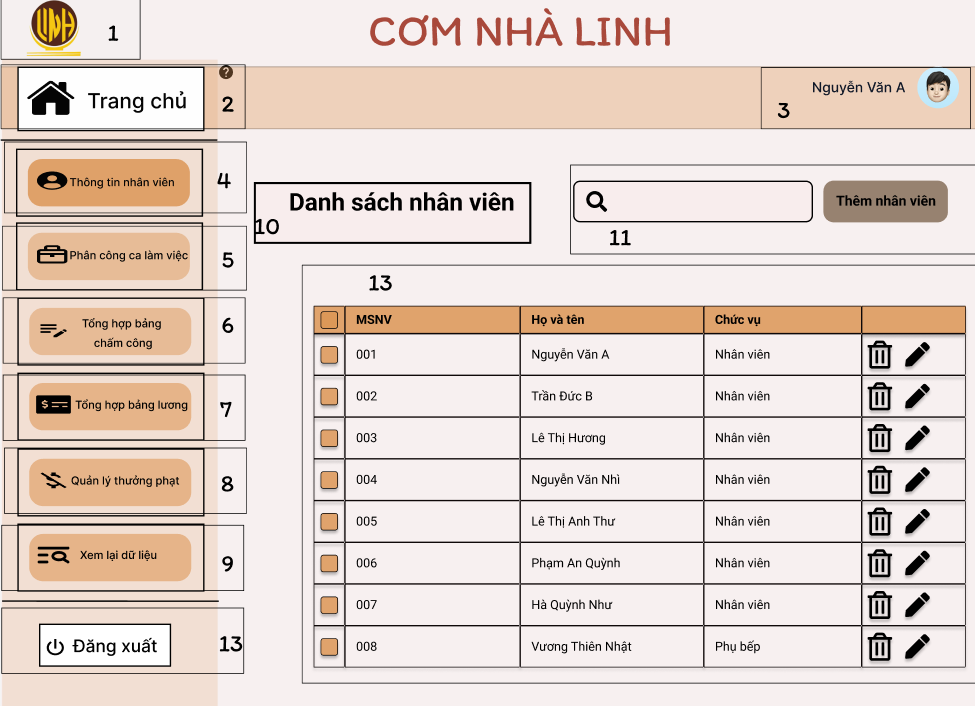 UNH
1
CƠM NHÀ LINH
Trang chủ
?
2
3
Nguyễn Văn A
Thông tin nhân viên
4
Phân công ca làm việc
5
Tổng hợp bảng
chấm công
6
$
Tổng hợp bảng lương
7
Quản lý thưởng phạt
8
Xem lại dữ liệu
9
Đăng xuất
13
Danh sách nhân viên
10
Thêm nhân viên
11
13
MSNV Họ và tên Chức vụ
001 Nguyễn Văn A Nhân viên
002 Trần Đức B Nhân viên
003 Lê Thị Hương Nhân viên
004 Nguyễn Văn Nhì Nhân viên
005 Lê Thị Anh Thư Nhân viên
006 Phạm An Quỳnh Nhân viên
007 Hà Quỳnh Như Nhân viên
008 Vương Thiên Nhật Phụ bếp